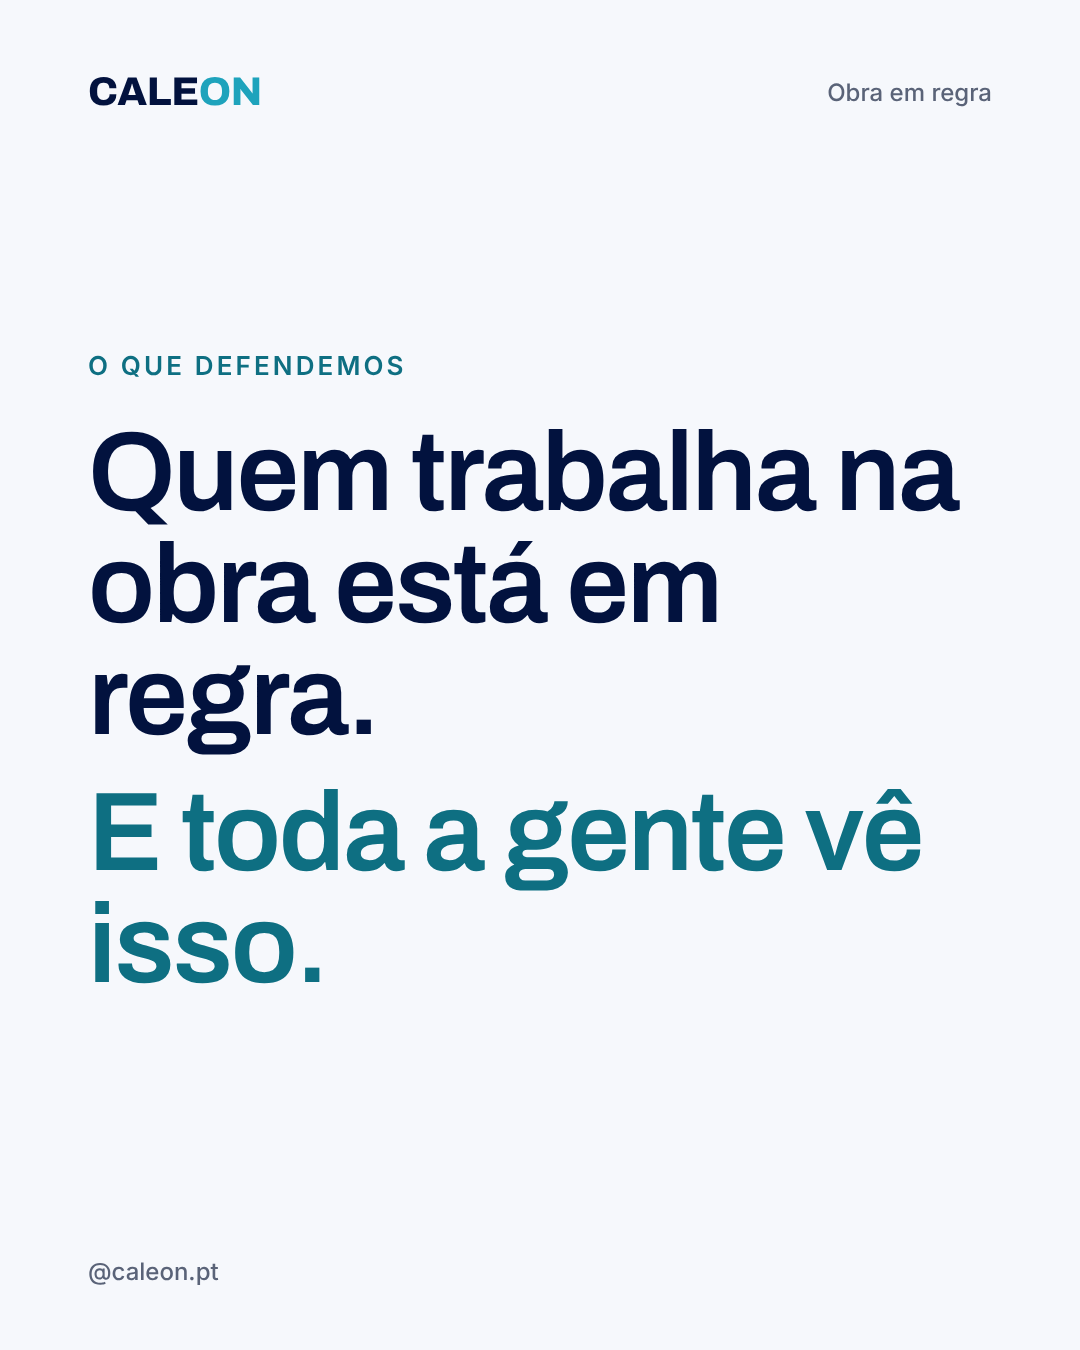 CALEON
Obra em regra
O QUE DEFENDEMOS
Quem trabalha na
obra está em
regra.
E toda a gente vê
isso.
@caleon.pt